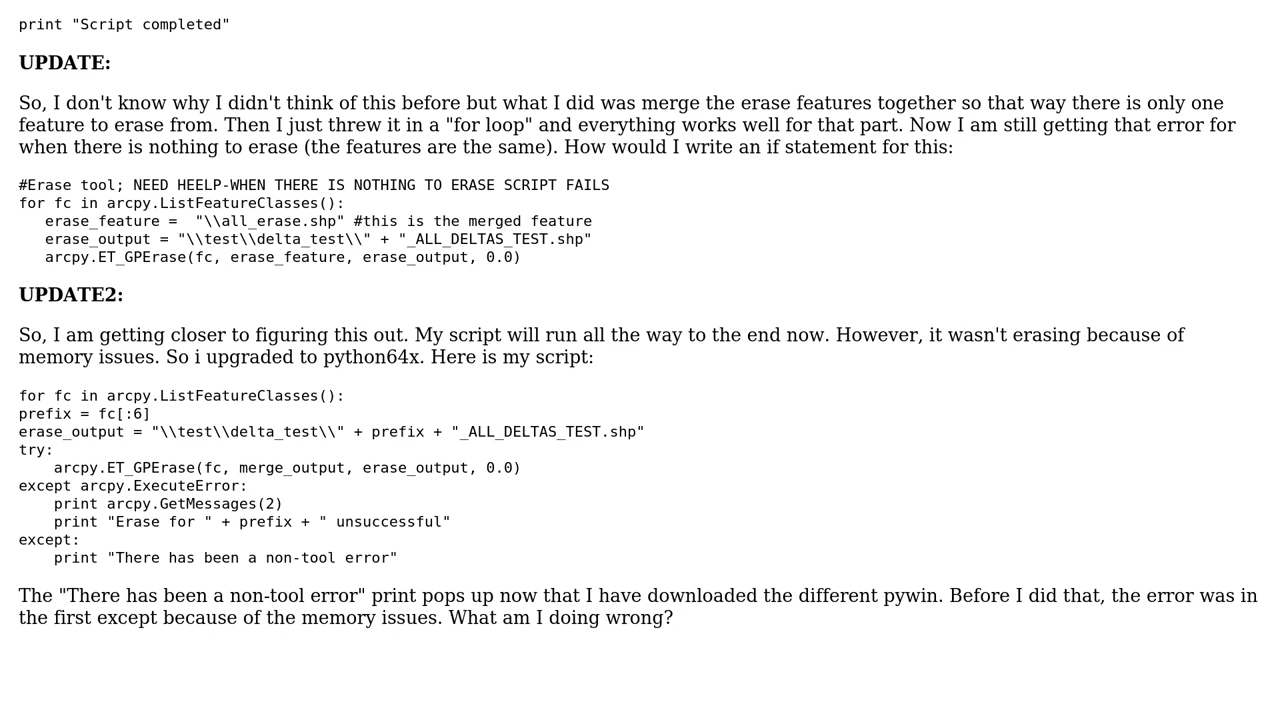 print "Script completed"
UPDATE:
So, I don't know why I didn't think of this before but what I did was merge the erase features together so that way there is only one
feature to erase from. Then I just threw it in a "for loop" and everything works well for that part. Now I am still getting that error for
when there is nothing to erase (the features are the same). How would I write an if statement for this:
#Erase tool; NEED HEELP-WHEN THERE IS NOTHING TO ERASE SCRIPT FAILS
for fc in arcpy.ListFeatureClasses():
   erase_feature =  "\\all_erase.shp" #this is the merged feature
   erase_output = "\\test\\delta_test\\" + "_ALL_DELTAS_TEST.shp"
   arcpy.ET_GPErase(fc, erase_feature, erase_output, 0.0)
UPDATE2:
So, I am getting closer to figuring this out. My script will run all the way to the end now. However, it wasn't erasing because of
memory issues. So i upgraded to python64x. Here is my script:
for fc in arcpy.ListFeatureClasses():
prefix = fc[:6]
erase_output = "\\test\\delta_test\\" + prefix + "_ALL_DELTAS_TEST.shp"
try:
    arcpy.ET_GPErase(fc, merge_output, erase_output, 0.0)
except arcpy.ExecuteError:
    print arcpy.GetMessages(2)
    print "Erase for " + prefix + " unsuccessful"
except:
    print "There has been a non-tool error"
The "There has been a non-tool error" print pops up now that I have downloaded the different pywin. Before I did that, the error was in
the first except because of the memory issues. What am I doing wrong?